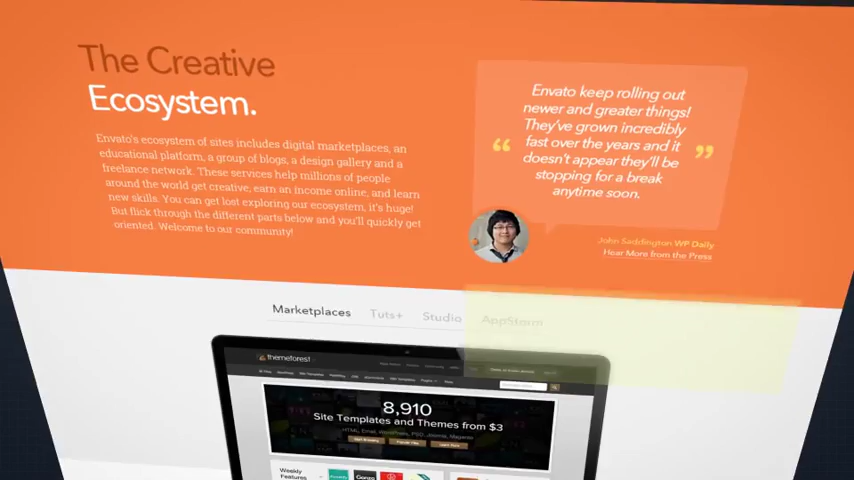 The Creative
Ecosystem.
Envato's ecosystem of sites includes digital marketplaces, an
educational platform, a group of blogs, a design gallery and a
freelance network. These services help millions of people
around the world get creative, earn an income online, and learn
new skills. You can get lost exploring our ecosystem, it's huge!
But flick through the different parts below and you'll quickly get
oriented. Welcome to our community!
Envato keep rolling out
newer and greater things!
They've grown incredibly
“ fast over the years and it ”
doesn't appear they'll be
stopping for a break
anytime soon.
John Saddington WP Daily
Hear More from the Press
Marketplaces Tuts+ Studio AppStorm
themeforest
8,910
Site Templates and Themes from $3
HTML, Email, WordPress, PSD, Joomla, Magento
Weekly
Features